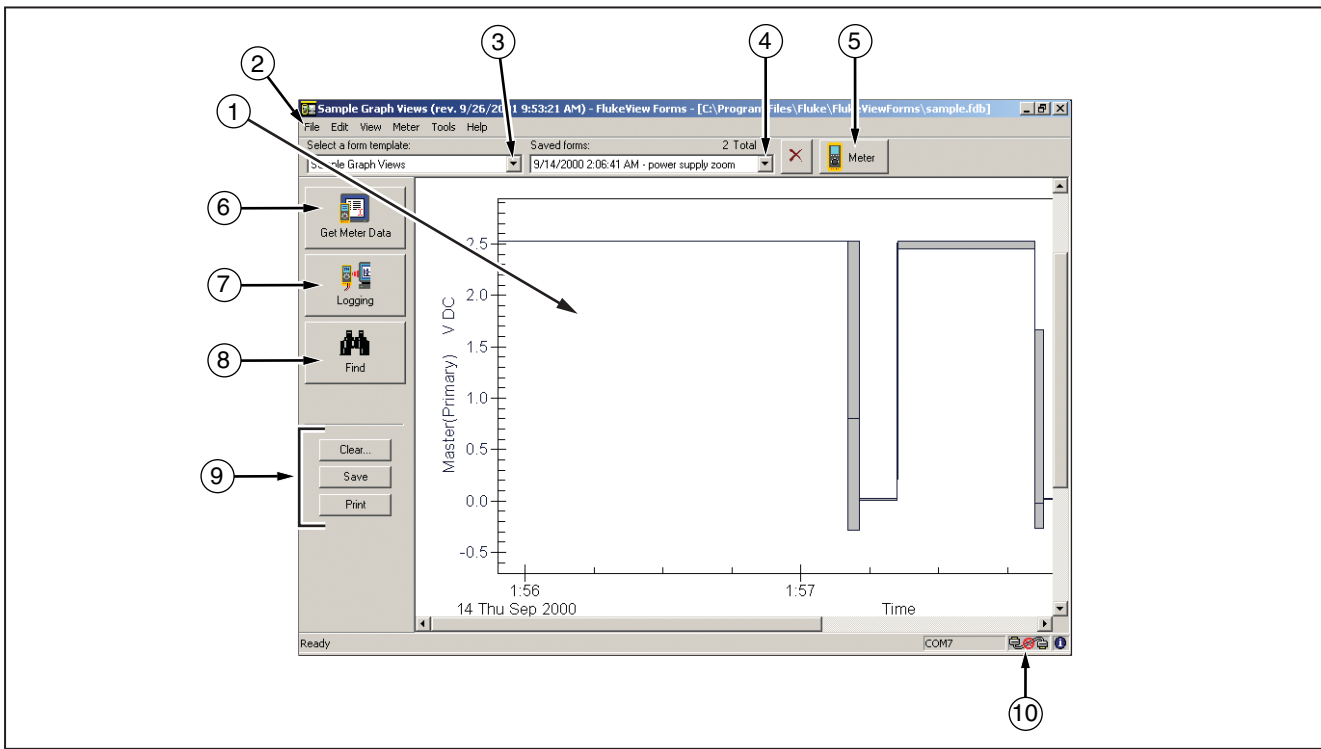 3
4
5
2
1
Sample Graph Views (rev. 9/26/2001 9:53:21 AM) - FlukeView Forms - [C:\Program Files\Fluke\FlukeViewForms\sample.fdb]
File Edit View Meter Tools Help
Select a form template:
Saved forms:
2 Total
Sample Graph Views
9/14/2000 2:06:41 AM - power supply zoom
Meter
6
Get Meter Data
7
Logging
8
Find
9
Clear...
Save
Print
Master(Primary) V DC
2.5
2.0
1.5
1.0
0.5
0.0
-0.5
1:56
1:57
14 Thu Sep 2000
Time
Ready
COM7
10